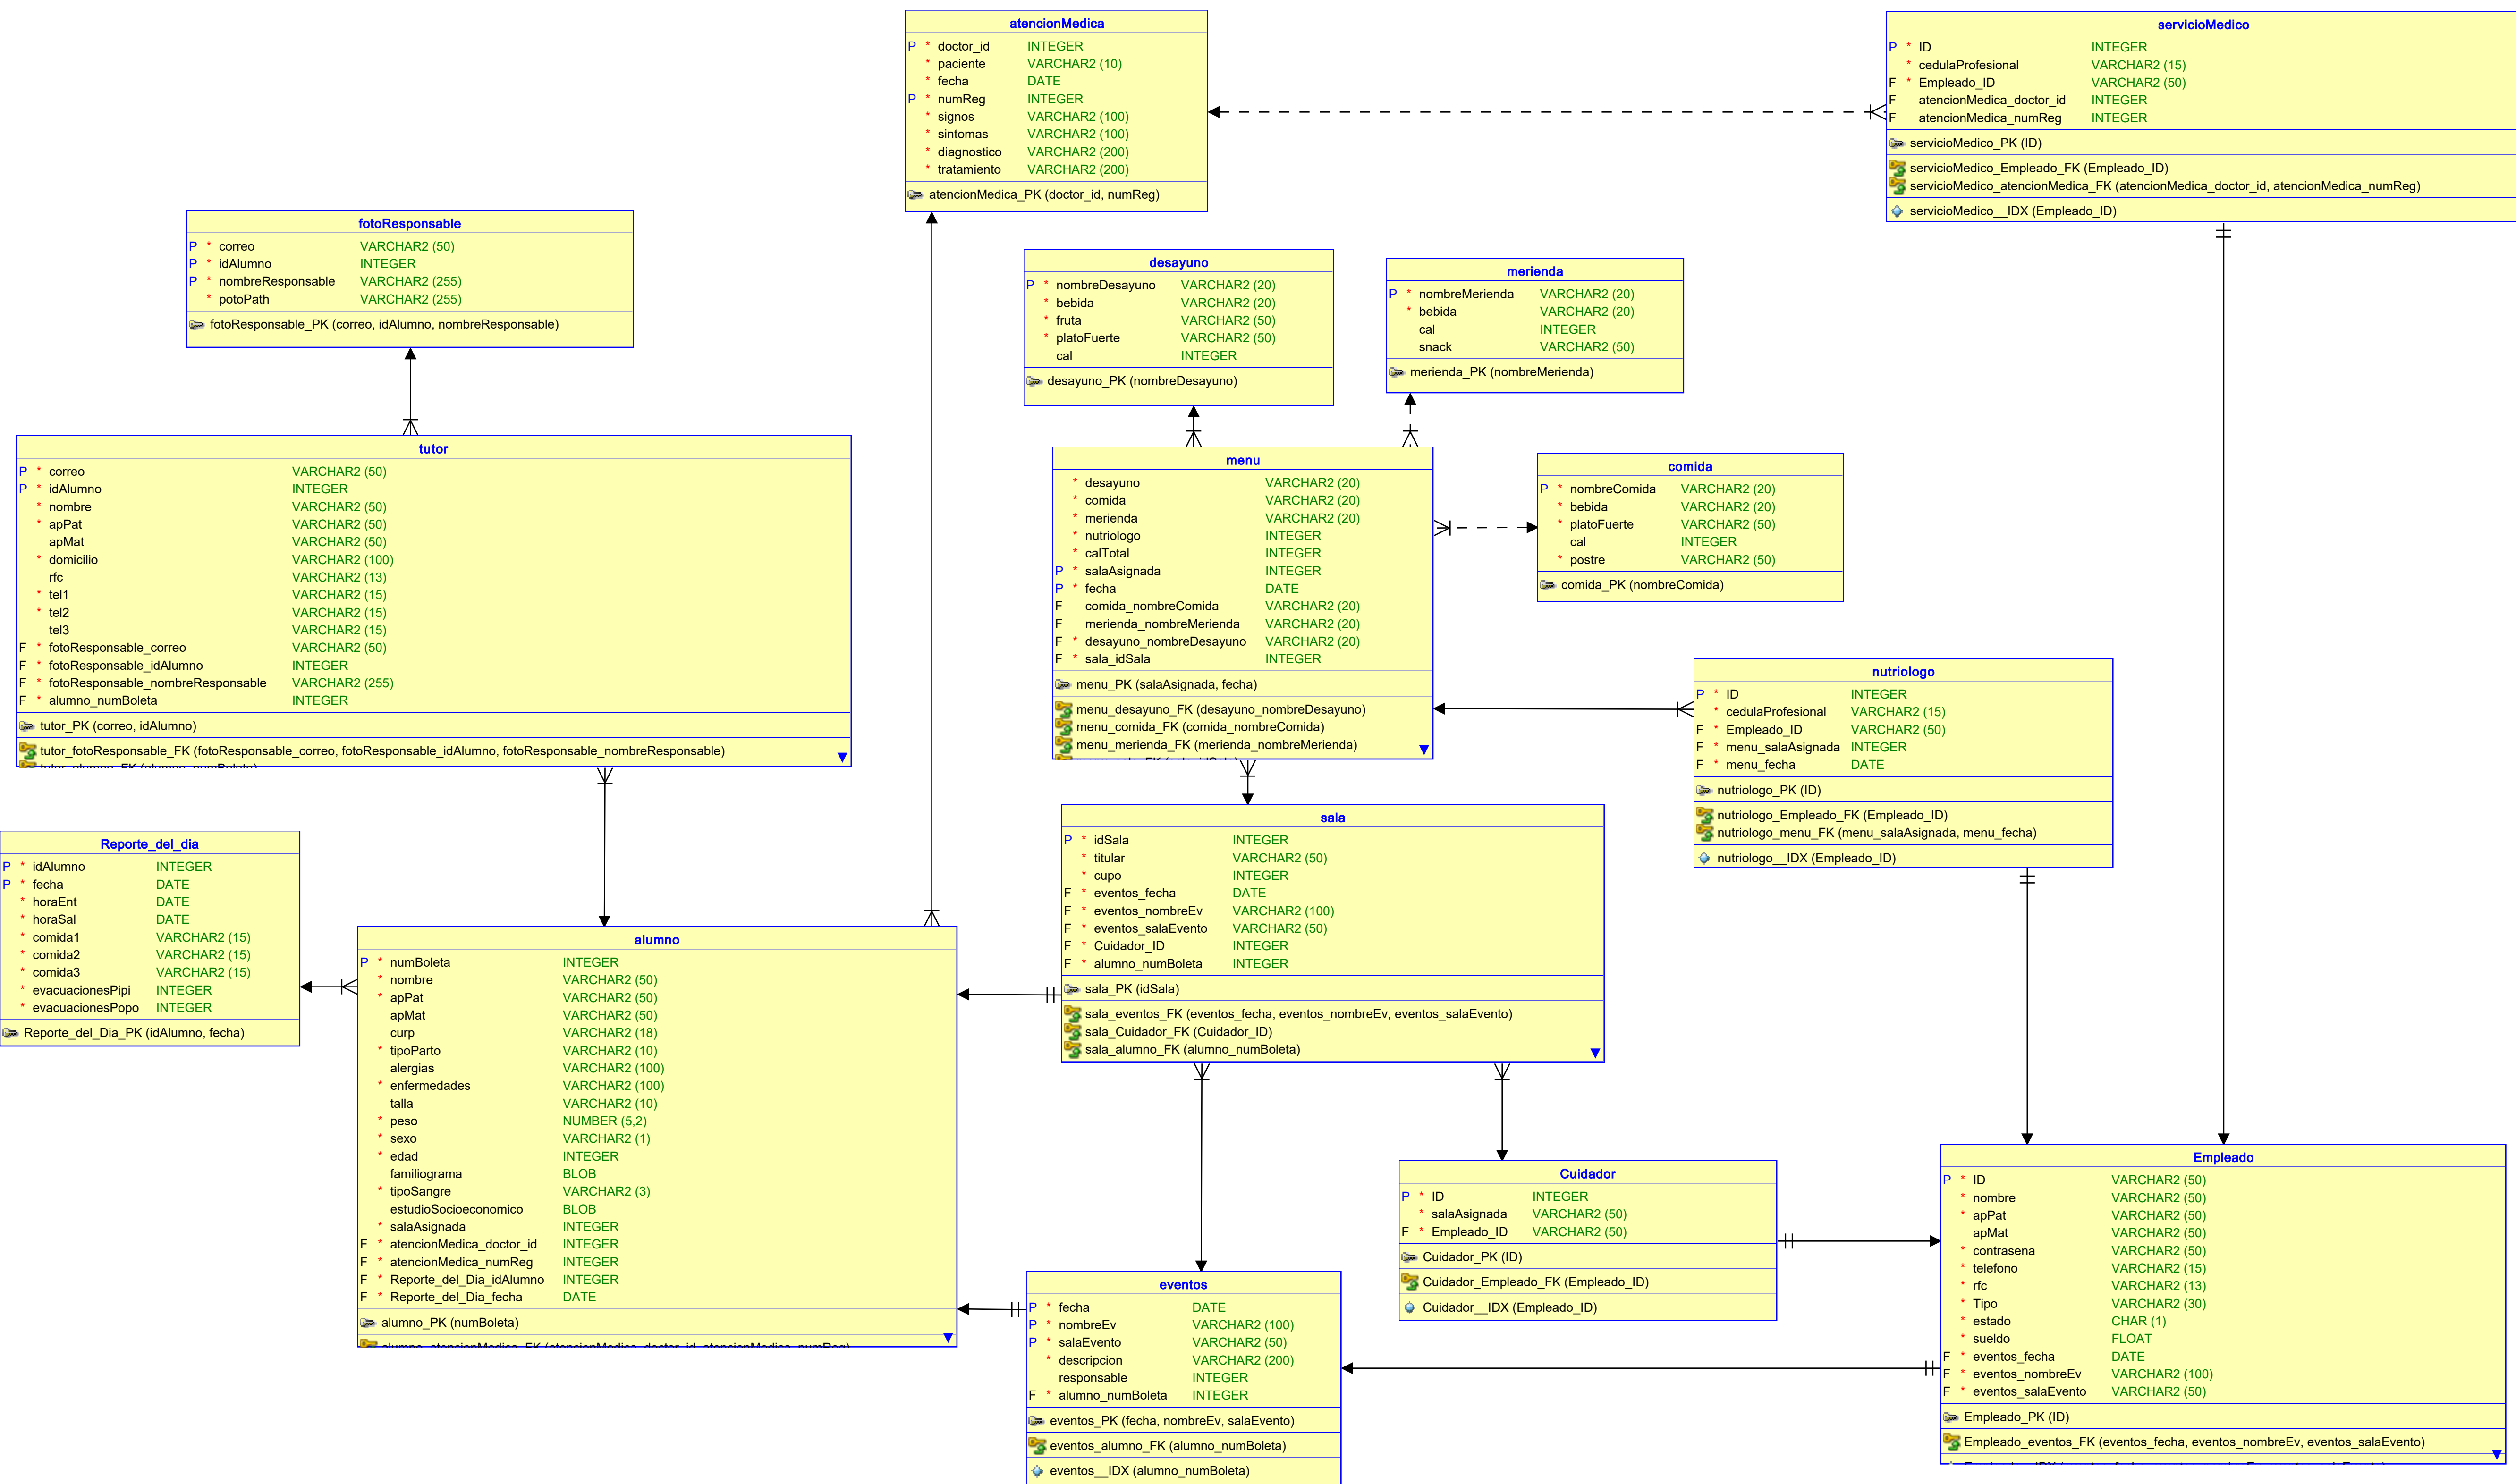 atencionMedica
P * doctor_id INTEGER
* paciente VARCHAR2 (10)
* fecha DATE
P * numReg INTEGER
* signos VARCHAR2 (100)
* sintomas VARCHAR2 (100)
* diagnostico VARCHAR2 (200)
* tratamiento VARCHAR2 (200)
atencionMedica_PK (doctor_id, numReg)
servicioMedico
P * ID INTEGER
* cedulaProfesional VARCHAR2 (15)
F * Empleado_ID VARCHAR2 (50)
F atencionMedica_doctor_id INTEGER
F atencionMedica_numReg INTEGER
servicioMedico_PK (ID)
servicioMedico_Empleado_FK (Empleado_ID)
servicioMedico_atencionMedica_FK (atencionMedica_doctor_id, atencionMedica_numReg)
servicioMedico__IDX (Empleado_ID)
fotoResponsable
P * correo VARCHAR2 (50)
P * idAlumno INTEGER
P * nombreResponsable VARCHAR2 (255)
* potoPath VARCHAR2 (255)
fotoResponsable_PK (correo, idAlumno, nombreResponsable)
desayuno
P * nombreDesayuno VARCHAR2 (20)
* bebida VARCHAR2 (20)
* fruta VARCHAR2 (50)
* platoFuerte VARCHAR2 (50)
cal INTEGER
desayuno_PK (nombreDesayuno)
merienda
P * nombreMerienda VARCHAR2 (20)
* bebida VARCHAR2 (20)
cal INTEGER
snack VARCHAR2 (50)
merienda_PK (nombreMerienda)
tutor
P * correo VARCHAR2 (50)
P * idAlumno INTEGER
* nombre VARCHAR2 (50)
* apPat VARCHAR2 (50)
apMat VARCHAR2 (50)
* domicilio VARCHAR2 (100)
rfc VARCHAR2 (13)
* tel1 VARCHAR2 (15)
* tel2 VARCHAR2 (15)
tel3 VARCHAR2 (15)
F * fotoResponsable_correo VARCHAR2 (50)
F * fotoResponsable_idAlumno INTEGER
F * fotoResponsable_nombreResponsable VARCHAR2 (255)
F * alumno_numBoleta INTEGER
tutor_PK (correo, idAlumno)
tutor_fotoResponsable_FK (fotoResponsable_correo, fotoResponsable_idAlumno, fotoResponsable_nombreResponsable)
menu
* desayuno VARCHAR2 (20)
* comida VARCHAR2 (20)
* merienda VARCHAR2 (20)
* nutriologo INTEGER
* calTotal INTEGER
P * salaAsignada INTEGER
P * fecha DATE
F comida_nombreComida VARCHAR2 (20)
F merienda_nombreMerienda VARCHAR2 (20)
F * desayuno_nombreDesayuno VARCHAR2 (20)
F * sala_idSala INTEGER
menu_PK (salaAsignada, fecha)
menu_desayuno_FK (desayuno_nombreDesayuno)
menu_comida_FK (comida_nombreComida)
menu_merienda_FK (merienda_nombreMerienda)
comida
P * nombreComida VARCHAR2 (20)
* bebida VARCHAR2 (20)
* platoFuerte VARCHAR2 (50)
cal INTEGER
* postre VARCHAR2 (50)
comida_PK (nombreComida)
nutriologo
P * ID INTEGER
* cedulaProfesional VARCHAR2 (15)
F * Empleado_ID VARCHAR2 (50)
F * menu_salaAsignada INTEGER
F * menu_fecha DATE
nutriologo_PK (ID)
nutriologo_Empleado_FK (Empleado_ID)
nutriologo_menu_FK (menu_salaAsignada, menu_fecha)
nutriologo__IDX (Empleado_ID)
Reporte_del_dia
P * idAlumno INTEGER
P * fecha DATE
* horaEnt DATE
* horaSal DATE
* comida1 VARCHAR2 (15)
* comida2 VARCHAR2 (15)
* comida3 VARCHAR2 (15)
* evacuacionesPipi INTEGER
* evacuacionesPopo INTEGER
Reporte_del_Dia_PK (idAlumno, fecha)
sala
P * idSala INTEGER
* titular VARCHAR2 (50)
* cupo INTEGER
F * eventos_fecha DATE
F * eventos_nombreEv VARCHAR2 (100)
F * eventos_salaEvento VARCHAR2 (50)
F * Cuidador_ID INTEGER
F * alumno_numBoleta INTEGER
sala_PK (idSala)
sala_eventos_FK (eventos_fecha, eventos_nombreEv, eventos_salaEvento)
sala_Cuidador_FK (Cuidador_ID)
sala_alumno_FK (alumno_numBoleta)
alumno
P * numBoleta INTEGER
* nombre VARCHAR2 (50)
* apPat VARCHAR2 (50)
apMat VARCHAR2 (50)
curp VARCHAR2 (18)
* tipoParto VARCHAR2 (10)
alergias VARCHAR2 (100)
* enfermedades VARCHAR2 (100)
talla VARCHAR2 (10)
* peso NUMBER (5,2)
* sexo VARCHAR2 (1)
* edad INTEGER
familiograma BLOB
* tipoSangre VARCHAR2 (3)
estudioSocioeconomico BLOB
* salaAsignada INTEGER
F * atencionMedica_doctor_id INTEGER
F * atencionMedica_numReg INTEGER
F * Reporte_del_Dia_idAlumno INTEGER
F * Reporte_del_Dia_fecha DATE
alumno_PK (numBoleta)
alumno_atencionMedica_FK (atencionMedica_doctor_id, atencionMedica_numReg)
Cuidador
P * ID INTEGER
* salaAsignada VARCHAR2 (50)
F * Empleado_ID VARCHAR2 (50)
Cuidador_PK (ID)
Cuidador_Empleado_FK (Empleado_ID)
Cuidador__IDX (Empleado_ID)
Empleado
P * ID VARCHAR2 (50)
* nombre VARCHAR2 (50)
* apPat VARCHAR2 (50)
apMat VARCHAR2 (50)
* contrasena VARCHAR2 (50)
* telefono VARCHAR2 (15)
* rfc VARCHAR2 (13)
* Tipo VARCHAR2 (30)
* estado CHAR (1)
* sueldo FLOAT
F * eventos_fecha DATE
F * eventos_nombreEv VARCHAR2 (100)
F * eventos_salaEvento VARCHAR2 (50)
Empleado_PK (ID)
Empleado_eventos_FK (eventos_fecha, eventos_nombreEv, eventos_salaEvento)
eventos
P * fecha DATE
P * nombreEv VARCHAR2 (100)
P * salaEvento VARCHAR2 (50)
* descripcion VARCHAR2 (200)
responsable INTEGER
F * alumno_numBoleta INTEGER
eventos_PK (fecha, nombreEv, salaEvento)
eventos_alumno_FK (alumno_numBoleta)
eventos__IDX (alumno_numBoleta)